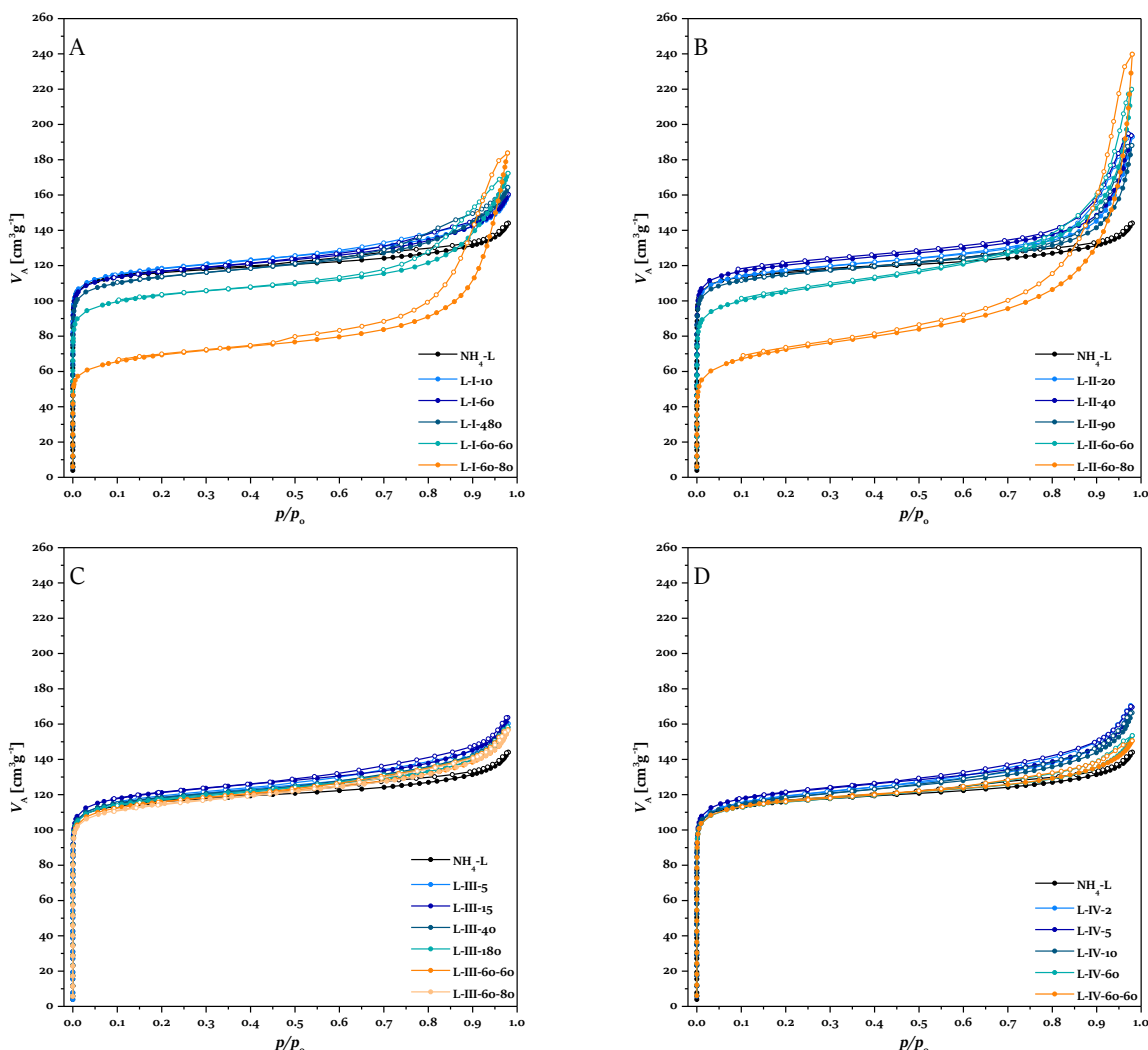 A
V_A [cm³g⁻¹]
260
240
220
200
180
160
140
120
100
80
60
40
20
0
NH₄-L
L-I-10
L-I-60
L-I-480
L-I-60-60
L-I-60-80
0.0 0.1 0.2 0.3 0.4 0.5 0.6 0.7 0.8 0.9 1.0
p/p₀
B
V_A [cm³g⁻¹]
260
240
220
200
180
160
140
120
100
80
60
40
20
0
NH₄-L
L-II-20
L-II-40
L-II-90
L-II-60-60
L-II-60-80
0.0 0.1 0.2 0.3 0.4 0.5 0.6 0.7 0.8 0.9 1.0
p/p₀
C
V_A [cm³g⁻¹]
260
240
220
200
180
160
140
120
100
80
60
40
20
0
NH₄-L
L-III-5
L-III-15
L-III-40
L-III-180
L-III-60-60
L-III-60-80
0.0 0.1 0.2 0.3 0.4 0.5 0.6 0.7 0.8 0.9 1.0
p/p₀
D
V_A [cm³g⁻¹]
260
240
220
200
180
160
140
120
100
80
60
40
20
0
NH₄-L
L-IV-2
L-IV-5
L-IV-10
L-IV-60
L-IV-60-60
0.0 0.1 0.2 0.3 0.4 0.5 0.6 0.7 0.8 0.9 1.0
p/p₀